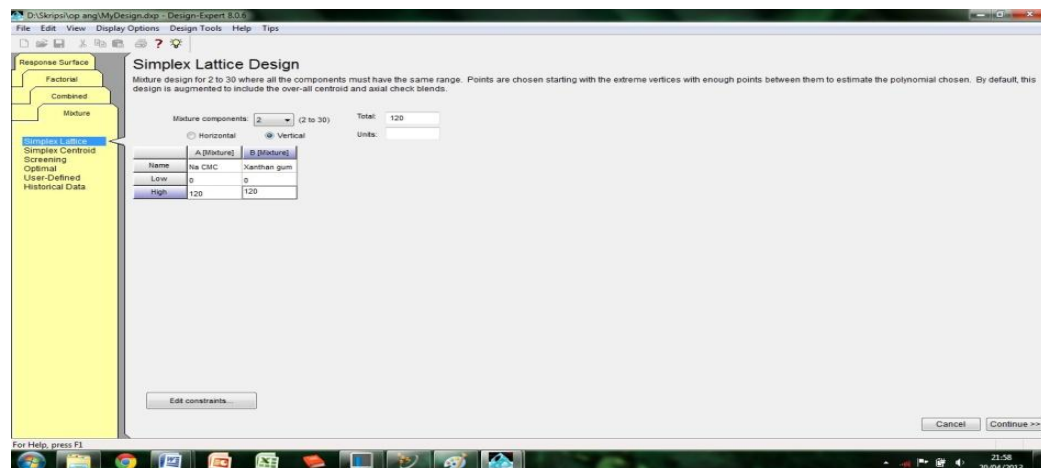 D:\Skripsi\op ang\MyDesign.dxp - Design-Expert 8.0.6
File Edit View Display Options Design Tools Help Tips
Response Surface
Factorial
Combined
Mixture
Simplex Lattice
Simplex Centroid
Screening
Optimal
User-Defined
Historical Data
Simplex Lattice Design
Mixture design for 2 to 30 where all the components must have the same range. Points are chosen starting with the extreme vertices with enough points between them to estimate the polynomial chosen. By default, this
design is augmented to include the over-all centroid and axial check blends.
Mixture components: 2 (2 to 30) Total: 120
Horizontal Vertical Units:
A [Mixture] B [Mixture]
Name Na CMC Xanthan gum
Low 0 0
High 120 120
Edit constraints...
Cancel Continue >>
For Help, press F1
21:58
20/04/2013